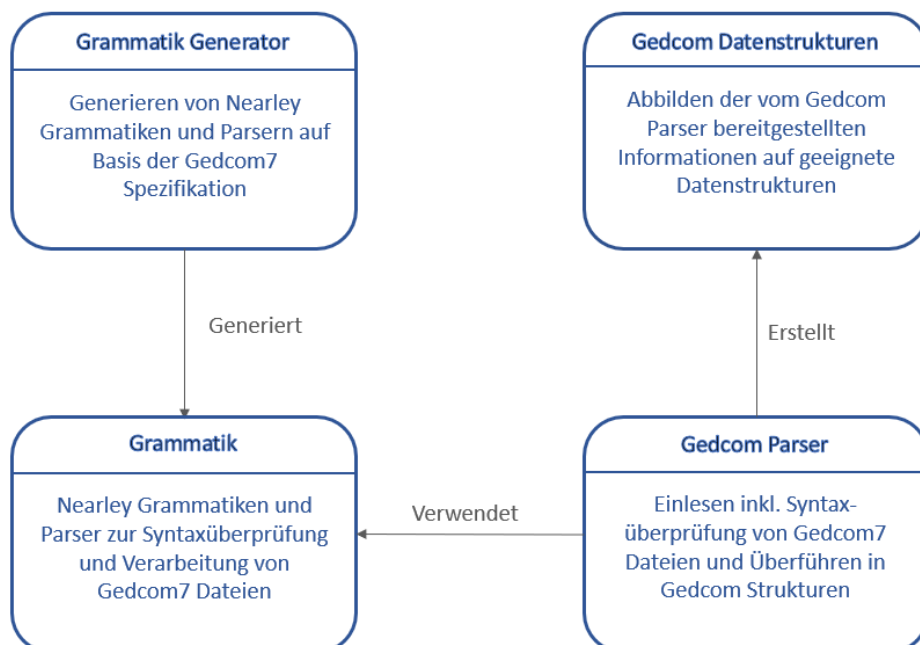 Grammatik Generator
Generieren von Nearley
Grammatiken und Parsern auf
Basis der Gedcom7
Spezifikation
Gedcom Datenstrukturen
Abbilden der vom Gedcom
Parser bereitgestellten
Informationen auf geeignete
Datenstrukturen
Generiert
Erstellt
Grammatik
Nearley Grammatiken und
Parser zur Syntaxüberprüfung
und Verarbeitung von
Gedcom7 Dateien
Verwendet
Gedcom Parser
Einlesen inkl. Syntax-
überprüfung von Gedcom7
Dateien und Überführen in
Gedcom Strukturen